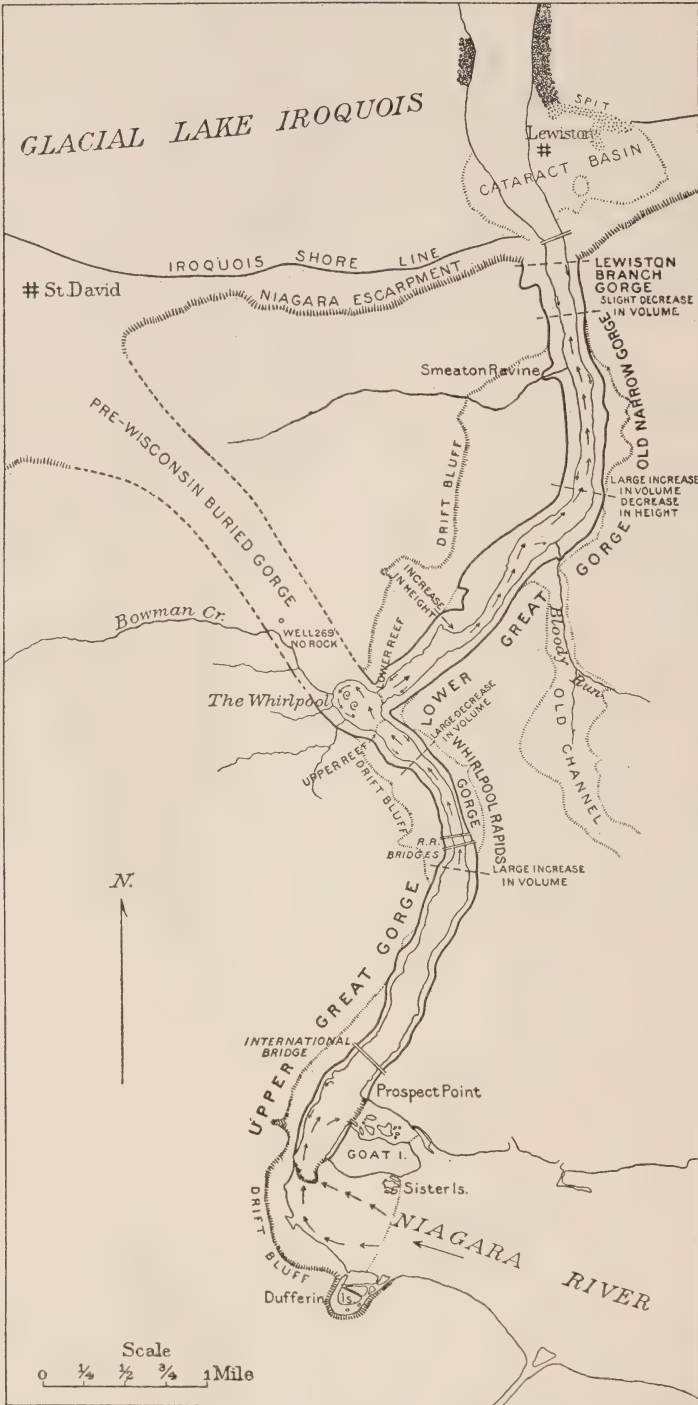 GLACIAL LAKE IROQUOIS
SPIT
Lewiston
#
CATARACT BASIN
IROQUOIS SHORE LINE
# St. David
NIAGARA ESCARPMENT
LEWISTON
BRANCH
GORGE
SLIGHT DECREASE
IN VOLUME
Smeaton Ravine
OLD NARROW GORGE
PRE-WISCONSIN BURIED GORGE
DRIFT BLUFF
LARGE INCREASE
IN VOLUME
DECREASE
IN HEIGHT
INCREASE
IN HEIGHT
LOWER GREAT GORGE
Bowman Cr.
WELL 269'
NO ROCK
LOWER REEF
Bloody Run
OLD CHANNEL
The Whirlpool
LARGE DECREASE
IN VOLUME
UPPER REEF
DRIFT BLUFF
WHIRLPOOL RAPIDS
GORGE
R.R.
BRIDGES
LARGE INCREASE
IN VOLUME
N.
UPPER GREAT GORGE
INTERNATIONAL
BRIDGE
Prospect Point
GOAT I.
Sister Is.
DRIFT BLUFF
NIAGARA RIVER
Dufferin Is.
Scale
0 ¼ ½ ¾ 1 Mile